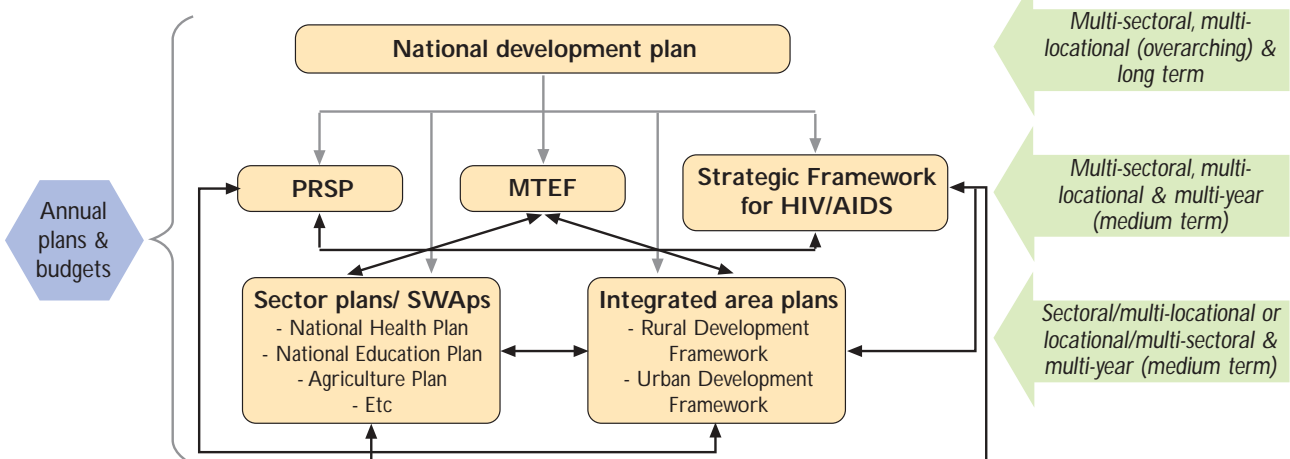 National development plan
Multi-sectoral, multi-
locational (overarching) &
long term
PRSP
MTEF
Strategic Framework
for HIV/AIDS
Multi-sectoral, multi-
locational & multi-year
(medium term)
Annual
plans &
budgets
Sector plans/ SWAps
- National Health Plan
- National Education Plan
- Agriculture Plan
- Etc
Integrated area plans
- Rural Development
Framework
- Urban Development
Framework
Sectoral/multi-locational or
locational/multi-sectoral &
multi-year (medium term)